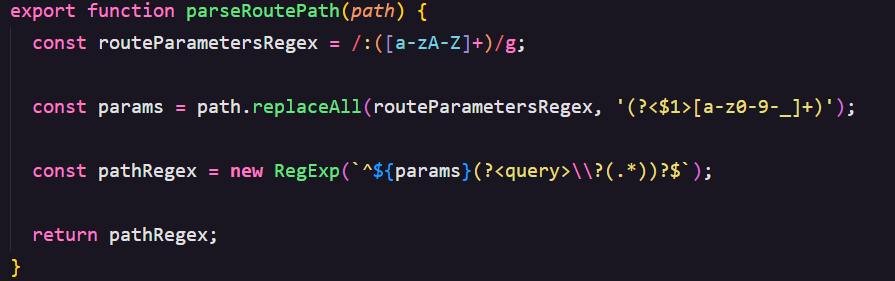 export function parseRoutePath(path) {
const routeParametersRegex = /:([a-zA-Z]+)/g;
const params = path.replaceAll(routeParametersRegex, '(?<$1>[a-z0-9-_]+)');
const pathRegex = new RegExp(`^${params}(?<query>\\?(.*))?$`);
return pathRegex;
}